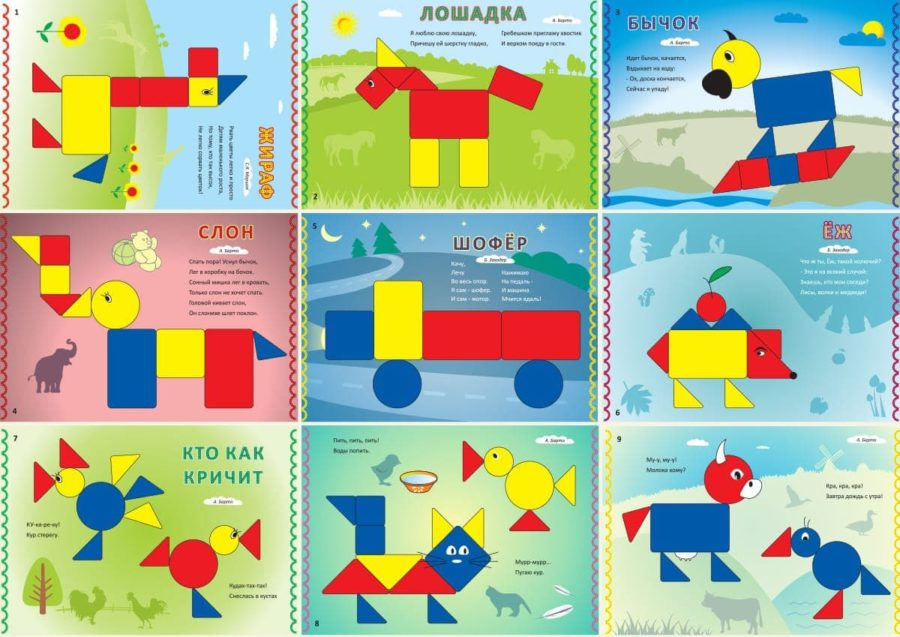 1
ЖИРАФ
С.Я. Маршак
Рвать цветы легко и просто
Детям маленького роста,
Но тому, кто так высок,
Не легко сорвать цветок!
ЛОШАДКА
А. Барто
Я люблю свою лошадку,
Причешу ей шерстку гладко,
Гребешком приглажу хвостик
И верхом поеду в гости.
2
3
БЫЧОК
А. Барто
Идет бычок, качается,
Вздыхает на ходу:
- Ох, доска кончается,
Сейчас я упаду!
СЛОН
А. Барто
Спать пора! Уснул бычок,
Лег в коробку на бочок.
Сонный мишка лег в кровать,
Только слон не хочет спать.
Головой кивает слон,
Он слонихе шлет поклон.
4
5
ШОФЁР
Б. Заходер
Качу,
Лечу
Во весь опор.
Я сам - шофер.
И сам - мотор.
Нажимаю
На педаль -
И машина
Мчится вдаль!
ЁЖ
Б. Заходер
Что ж ты, Ёж, такой колючий?
- Это я на всякий случай:
Знаешь, кто мои соседи?
Лисы, волки и медведи!
6
7
КТО КАК
КРИЧИТ
А. Барто
КУ-ка-ре-ку!
Кур стерегу.
Кудах-тах-тах!
Снеслась в кустах
Пить, пить, пить!
Воды попить.
А. Барто
Мурр-мурр...
Пугаю кур.
8
9
А. Барто
Му-у, му-у!
Молока кому?
Кра, кра, кра!
Завтра дождь с утра!